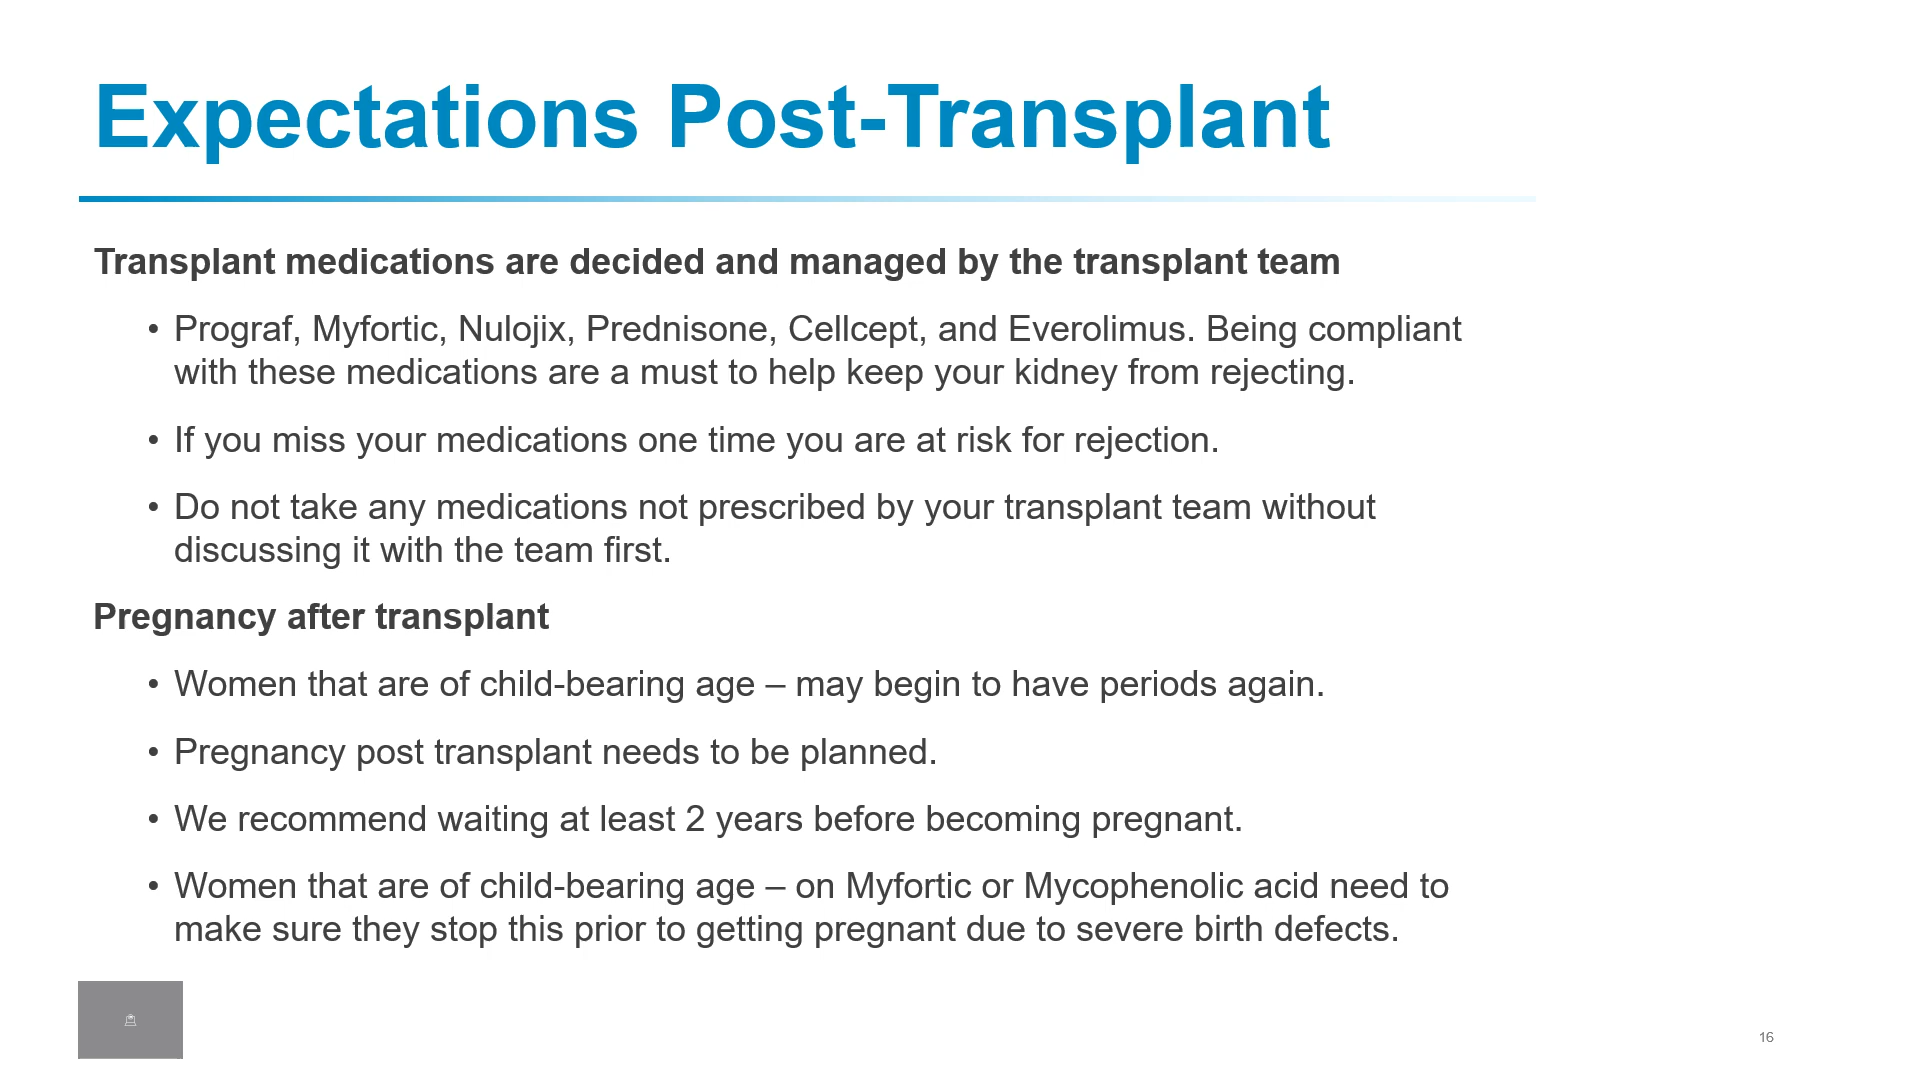 Expectations Post-Transplant
Transplant medications are decided and managed by the transplant team
• Prograf, Myfortic, Nulojix, Prednisone, Cellcept, and Everolimus. Being compliant
with these medications are a must to help keep your kidney from rejecting.
• If you miss your medications one time you are at risk for rejection.
• Do not take any medications not prescribed by your transplant team without
discussing it with the team first.
Pregnancy after transplant
• Women that are of child-bearing age – may begin to have periods again.
• Pregnancy post transplant needs to be planned.
• We recommend waiting at least 2 years before becoming pregnant.
• Women that are of child-bearing age – on Myfortic or Mycophenolic acid need to
make sure they stop this prior to getting pregnant due to severe birth defects.
16